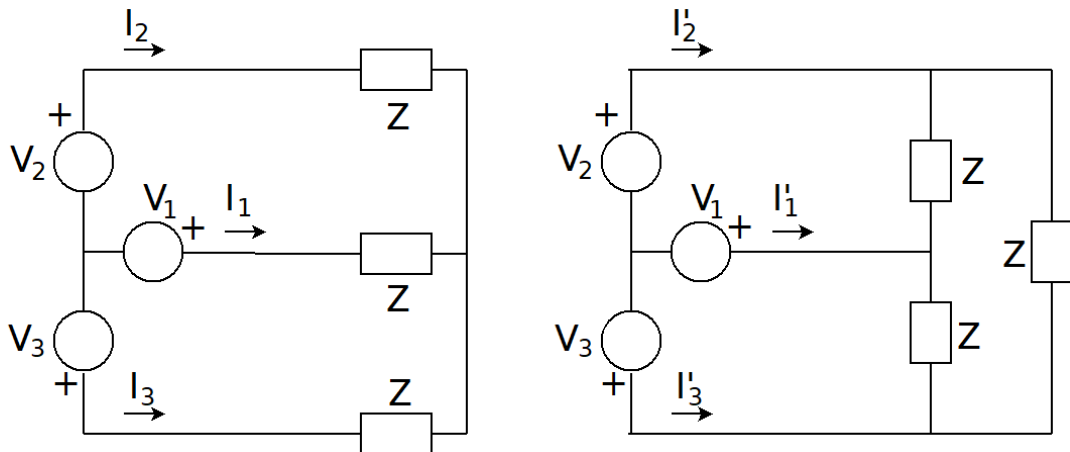 I₂
+
Z
V₂
V₁
+
I₁
Z
V₃
+
I₃
Z
I'₂
+
V₂
Z
V₁
+
I'₁
Z
V₃
+
Z
I'₃